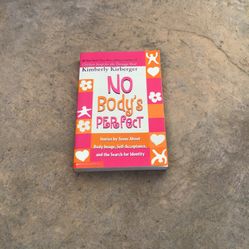 Kimberly Kirberger
NO
BODY'S
PERFECT
Stories by Teens About
Body Image, Self-Acceptance,
and the Search for Identity